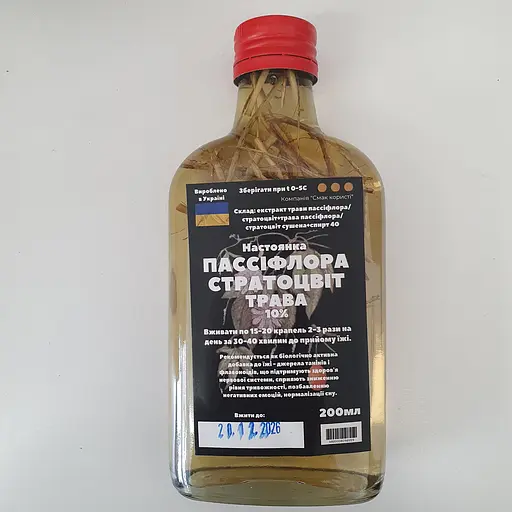 Вироблено
в Україні
Зберігати при t 0-5С
Компанія "Смак користі"
Склад: екстракт трави пассіфлора/
стратоцвіт+трава пассіфлора/
стратоцвіт сушена+спирт 40
Настоянка
ПАССІФЛОРА
СТРАТОЦВІТ
ТРАВА
10%
Вживати по 15-20 крапель 2-3 рази на
день за 30-40 хвилин до прийому їжі.
Рекомендується як біологічно активна
добавка до їжі - джерела танінів і
флавоноїдів, що підтримують здоров'я
нервової системи, сприяють зниженню
рівня тривожності, позбавленню
негативних емоцій, нормалізації сну.
Вжити до:
200мл
20.12.2026